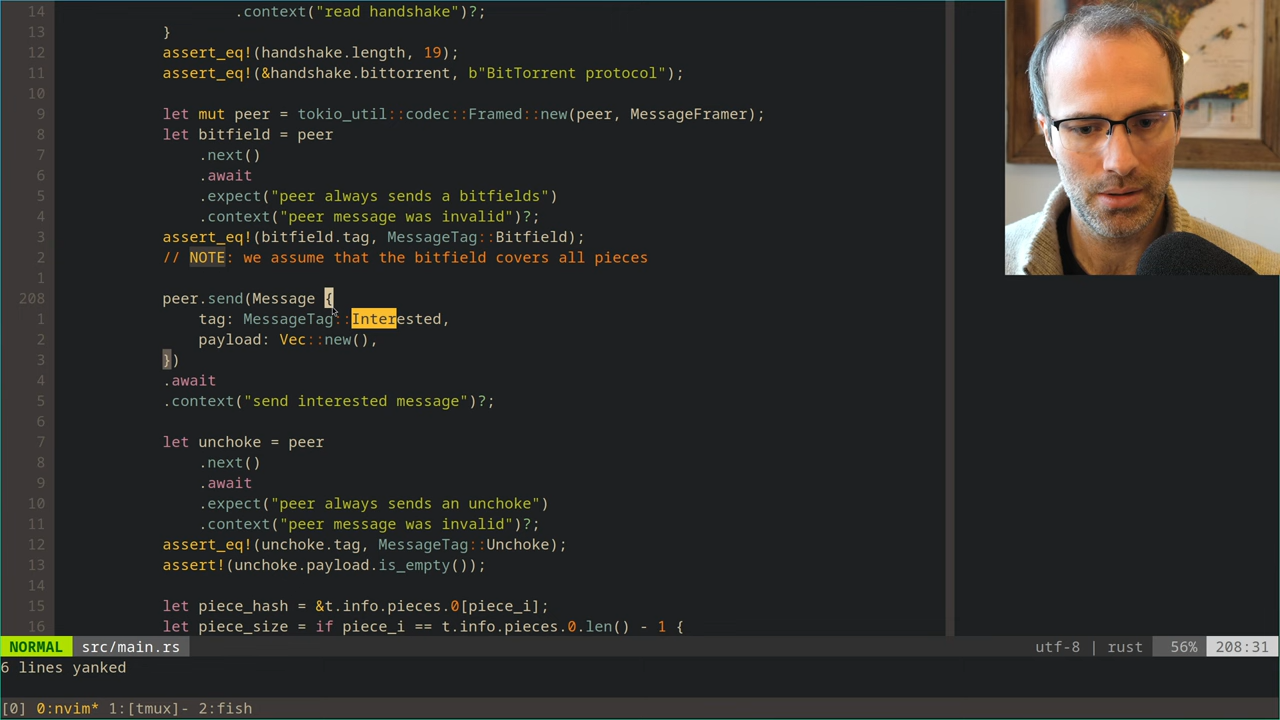 14 .context("read handshake")?;
13 }
12 assert_eq!(handshake.length, 19);
11 assert_eq!(&handshake.bittorrent, b"BitTorrent protocol");
10
9 let mut peer = tokio_util::codec::Framed::new(peer, MessageFramer);
8 let bitfield = peer
7 .next()
6 .await
5 .expect("peer always sends a bitfields")
4 .context("peer message was invalid")?;
3 assert_eq!(bitfield.tag, MessageTag::Bitfield);
2 // NOTE: we assume that the bitfield covers all pieces
1
208 peer.send(Message {
1 tag: MessageTag::Interested,
2 payload: Vec::new(),
3 })
4 .await
5 .context("send interested message")?;
6
7 let unchoke = peer
8 .next()
9 .await
10 .expect("peer always sends an unchoke")
11 .context("peer message was invalid")?;
12 assert_eq!(unchoke.tag, MessageTag::Unchoke);
13 assert!(unchoke.payload.is_empty());
14
15 let piece_hash = &t.info.pieces.0[piece_i];
16 let piece_size = if piece_i == t.info.pieces.0.len() - 1 {
NORMAL src/main.rs utf-8 | rust 56% 208:31
6 lines yanked
[0] 0:nvim* 1:[tmux]- 2:fish